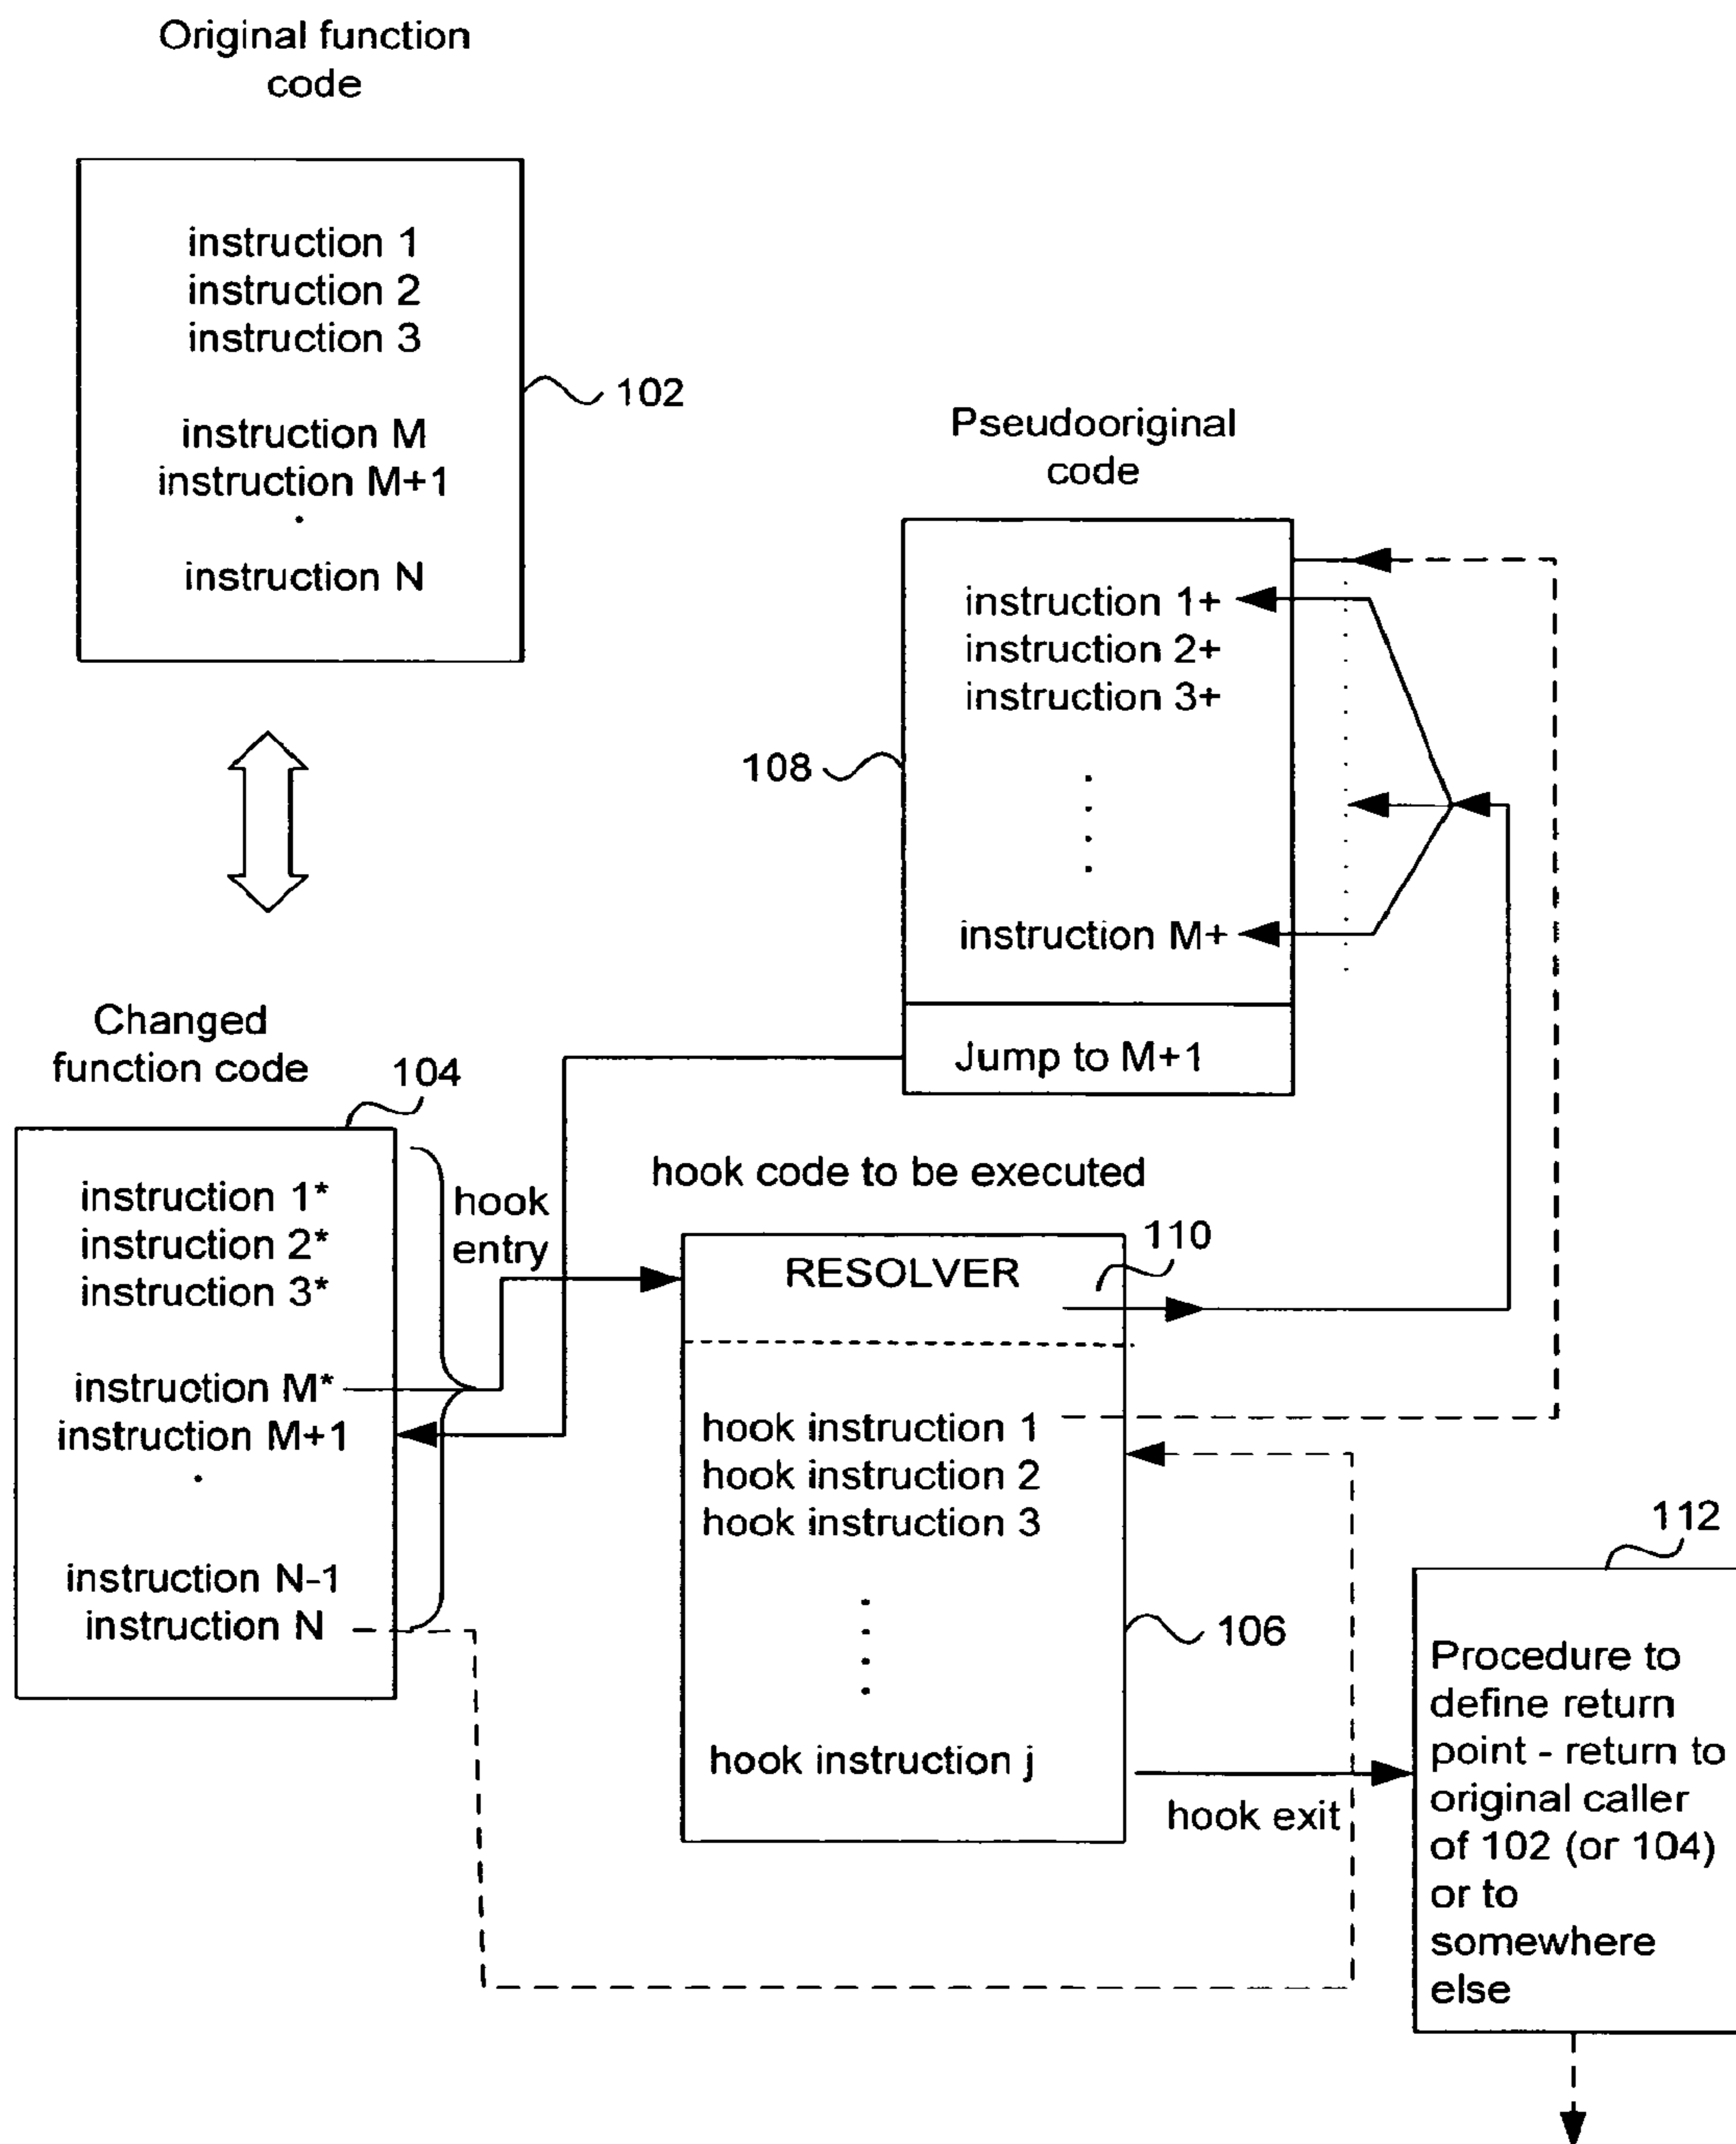 Original function
code
instruction 1
instruction 2
instruction 3
instruction M
instruction M+1
.
instruction N
102
Pseudooriginal
code
instruction 1+
instruction 2+
instruction 3+
.
.
.
.
instruction M+
Jump to M+1
108
Changed
function code
104
instruction 1*
instruction 2*
instruction 3*
instruction M*
instruction M+1
.
instruction N-1
instruction N
hook
entry
hook code to be executed
RESOLVER
110
hook instruction 1
hook instruction 2
hook instruction 3
.
.
.
.
hook instruction j
106
hook exit
112
Procedure to
define return
point - return to
original caller
of 102 (or 104)
or to
somewhere
else